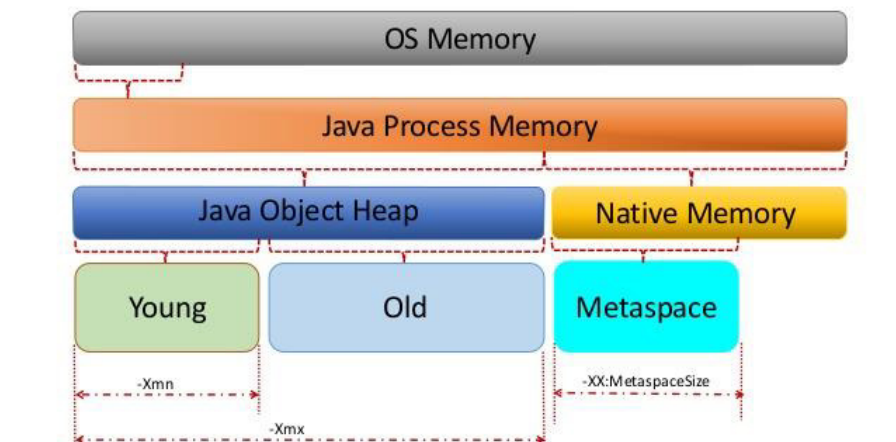 OS Memory
Java Process Memory
Java Object Heap
Native Memory
Young
Old
Metaspace
-Xmn
-XX:MetaspaceSize
-Xmx